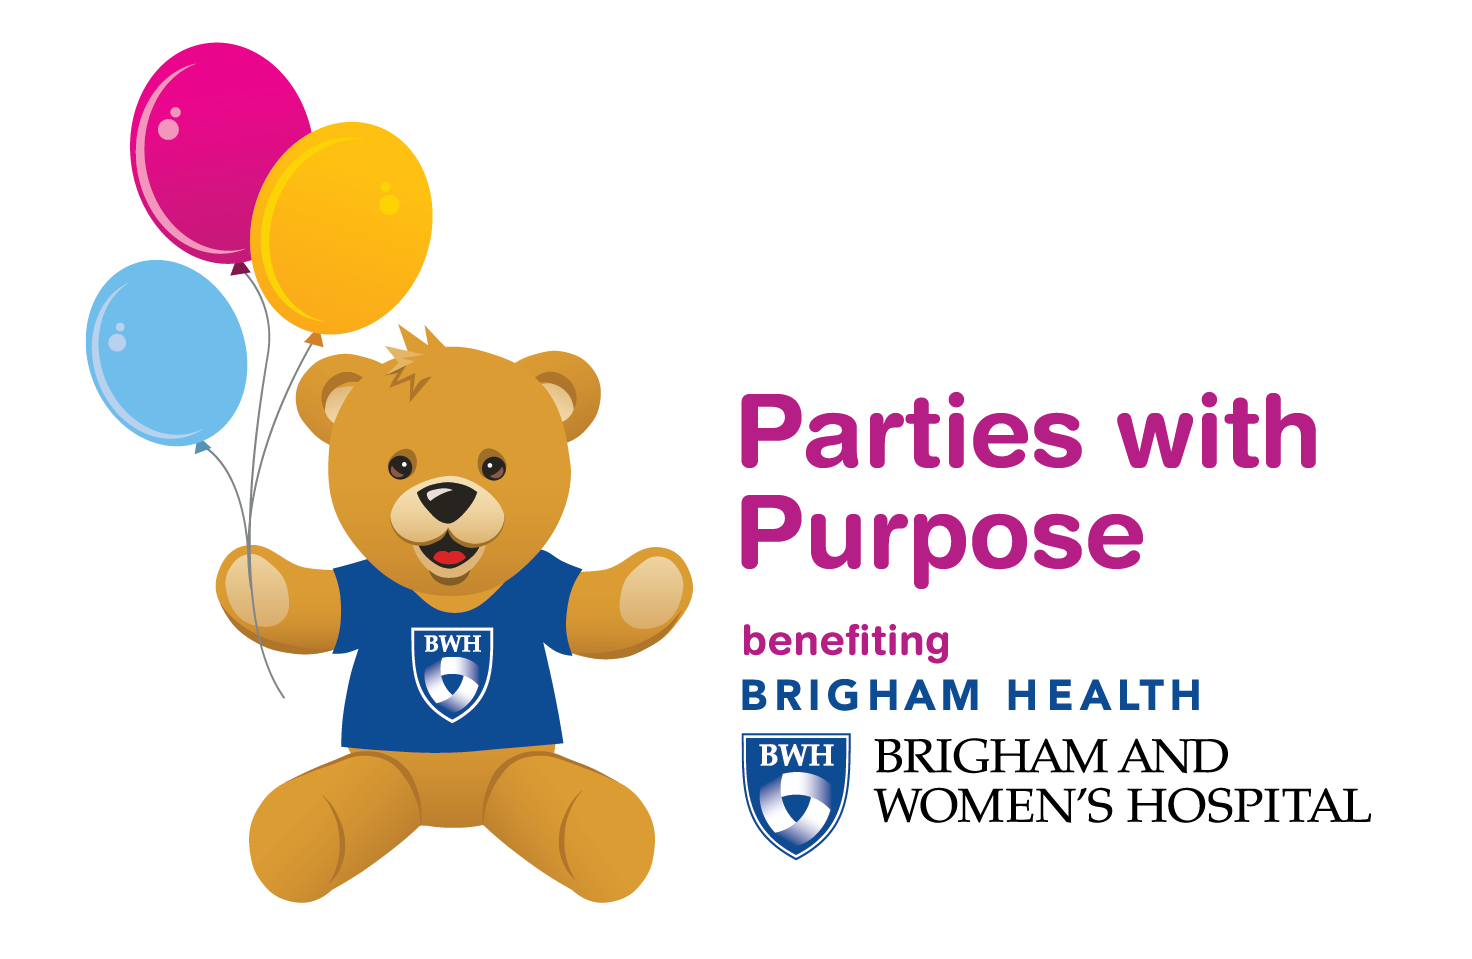 BWH
Parties with
Purpose
benefiting
BRIGHAM HEALTH
BWH
BRIGHAM AND
WOMEN’S HOSPITAL